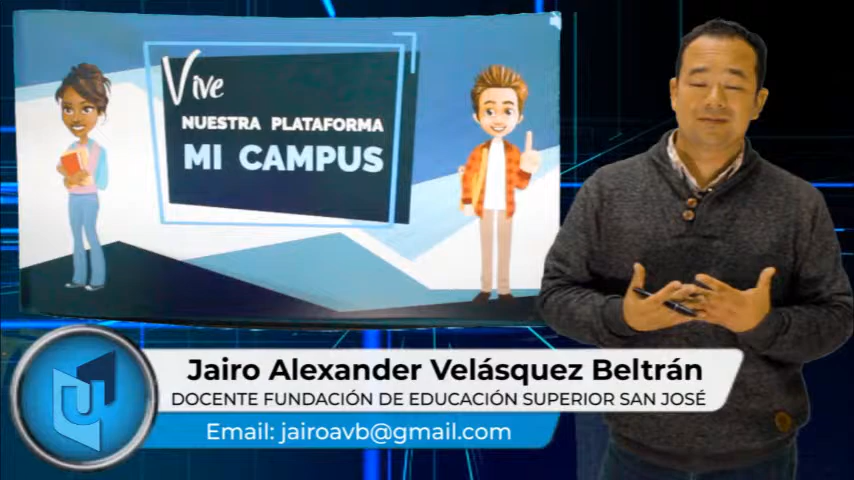 Vive
NUESTRA PLATAFORMA
MI CAMPUS
Jairo Alexander Velásquez Beltrán
DOCENTE FUNDACIÓN DE EDUCACIÓN SUPERIOR SAN JOSÉ
Email: jairoavb@gmail.com